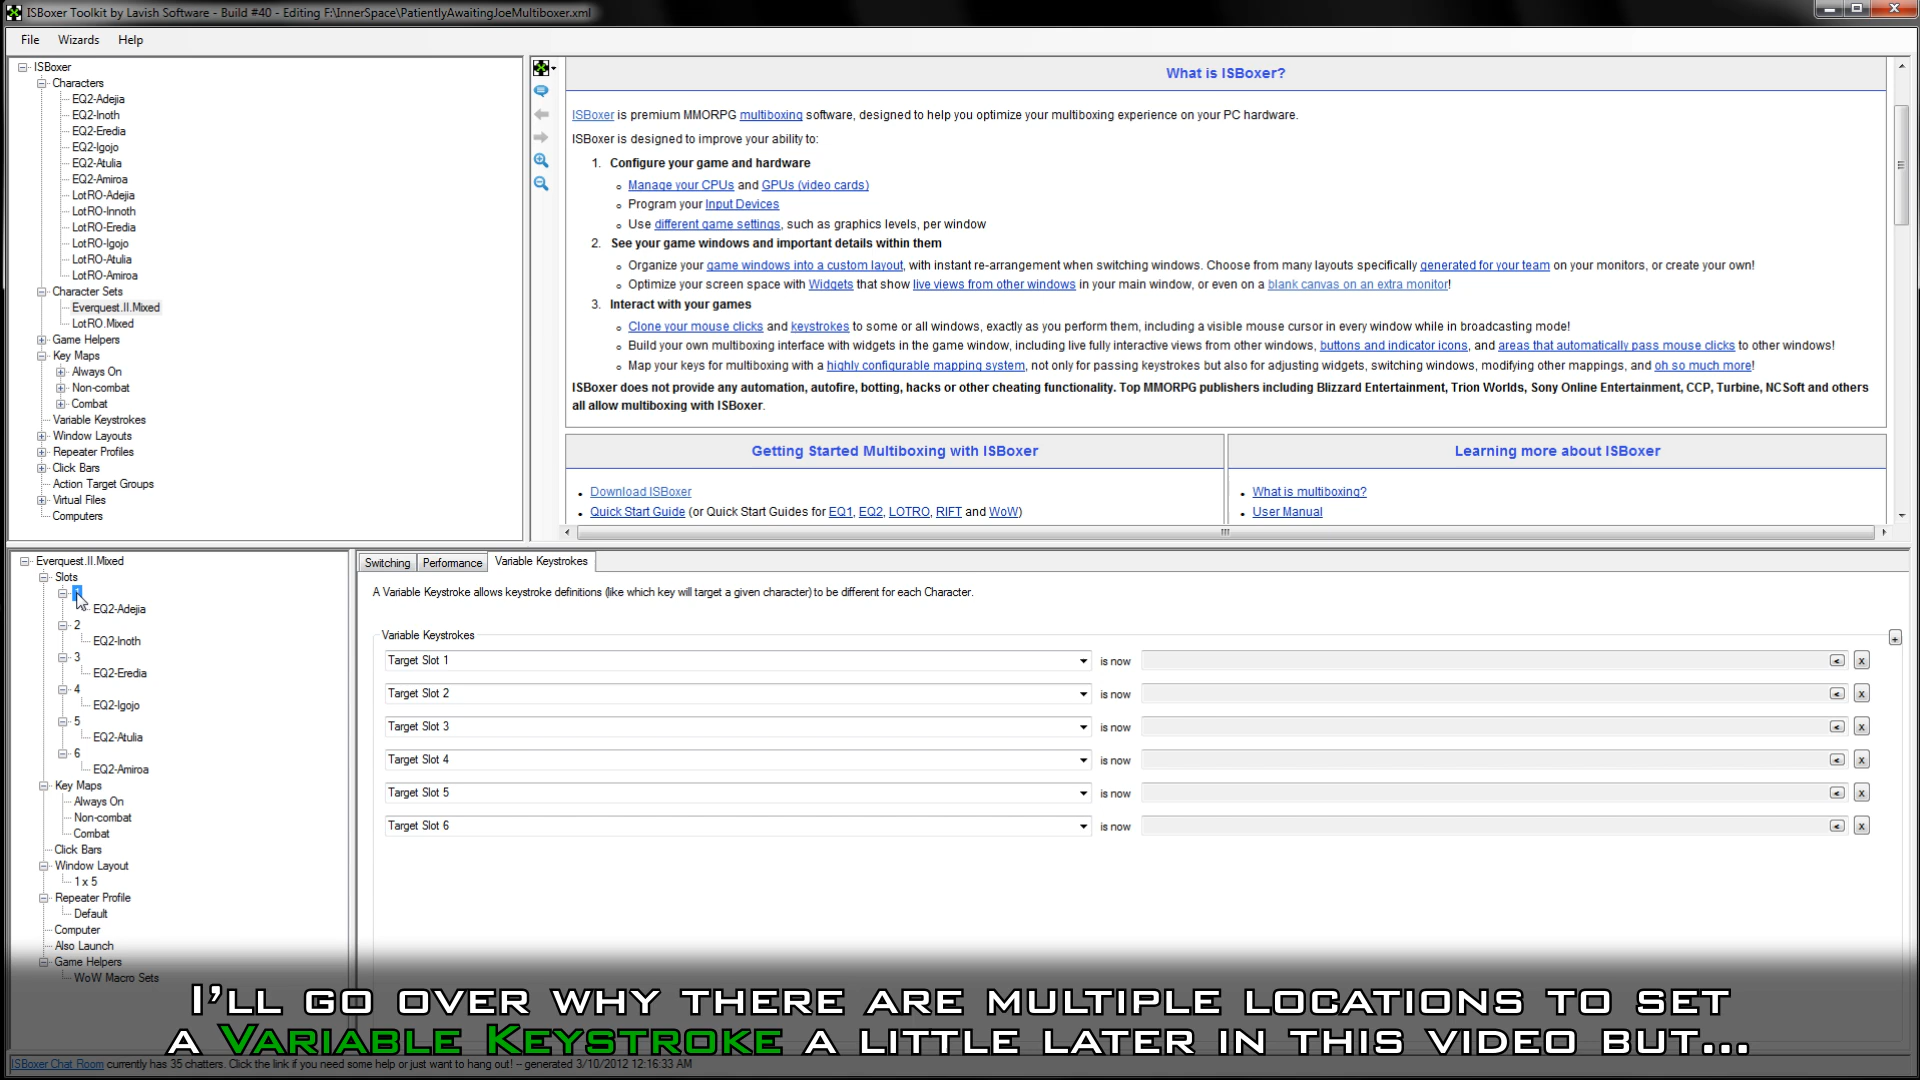 ISBoxer Toolkit by Lavish Software - Build #40 - Editing F:\InnerSpace\PatientlyAwaitingJoeMultiboxer.xml
File Wizards Help
ISBoxer
Characters
EQ2-Adejia
EQ2-Inoth
EQ2-Eredia
EQ2-Igojo
EQ2-Atulia
EQ2-Amiroa
LotRO-Adejia
LotRO-Innoth
LotRO-Eredia
LotRO-Igojo
LotRO-Atulia
LotRO-Amiroa
Character Sets
Everquest.II.Mixed
LotRO.Mixed
Game Helpers
Key Maps
Always On
Non-combat
Combat
Variable Keystrokes
Window Layouts
Repeater Profiles
Click Bars
Action Target Groups
Virtual Files
Computers
What is ISBoxer?
ISBoxer is premium MMORPG multiboxing software, designed to help you optimize your multiboxing experience on your PC hardware.
ISBoxer is designed to improve your ability to:
1. Configure your game and hardware
Manage your CPUs and GPUs (video cards)
Program your Input Devices
Use different game settings, such as graphics levels, per window
2. See your game windows and important details within them
Organize your game windows into a custom layout, with instant re-arrangement when switching windows. Choose from many layouts specifically generated for your team on your monitors, or create your own!
Optimize your screen space with Widgets that show live views from other windows in your main window, or even on a blank canvas on an extra monitor!
3. Interact with your games
Clone your mouse clicks and keystrokes to some or all windows, exactly as you perform them, including a visible mouse cursor in every window while in broadcasting mode!
Build your own multiboxing interface with widgets in the game window, including live fully interactive views from other windows, buttons and indicator icons, and areas that automatically pass mouse clicks to other windows!
Map your keys for multiboxing with a highly configurable mapping system, not only for passing keystrokes but also for adjusting widgets, switching windows, modifying other mappings, and oh so much more!
ISBoxer does not provide any automation, autofire, botting, hacks or other cheating functionality. Top MMORPG publishers including Blizzard Entertainment, Trion Worlds, Sony Online Entertainment, CCP, Turbine, NCSoft and others
all allow multiboxing with ISBoxer.
Getting Started Multiboxing with ISBoxer
Download ISBoxer
Quick Start Guide (or Quick Start Guides for EQ1, EQ2, LOTRO, RIFT and WoW)
Learning more about ISBoxer
What is multiboxing?
User Manual
Everquest.II.Mixed
Slots
1
EQ2-Adejia
2
EQ2-Inoth
3
EQ2-Eredia
4
EQ2-Igojo
5
EQ2-Atulia
6
EQ2-Amiroa
Key Maps
Always On
Non-combat
Combat
Click Bars
Window Layout
1 x 5
Repeater Profile
Default
Computer
Also Launch
Game Helpers
WoW Macro Sets
Switching Performance Variable Keystrokes
A Variable Keystroke allows keystroke definitions (like which key will target a given character) to be different for each Character.
Variable Keystrokes +
Target Slot 1 is now < x
Target Slot 2 is now < x
Target Slot 3 is now < x
Target Slot 4 is now < x
Target Slot 5 is now < x
Target Slot 6 is now < x
I'LL GO OVER WHY THERE ARE MULTIPLE LOCATIONS TO SET
A VARIABLE KEYSTROKE A LITTLE LATER IN THIS VIDEO BUT...
ISBoxer Chat Room currently has 35 chatters. Click the link if you need some help or just want to hang out! -- generated 3/10/2012 12:16:33 AM